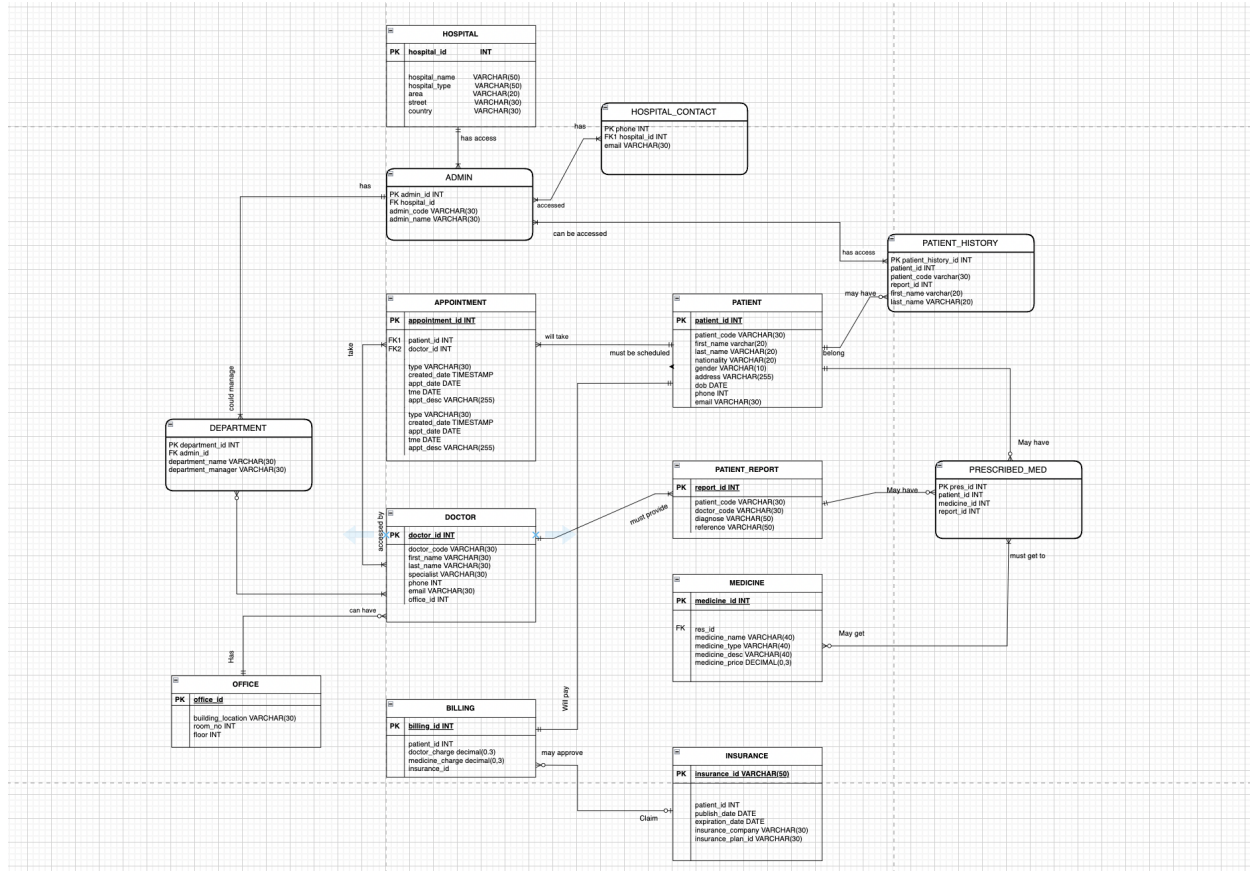 HOSPITAL
PK hospital_id INT
hospital_name VARCHAR(50)
hospital_type VARCHAR(50)
area VARCHAR(20)
street VARCHAR(30)
country VARCHAR(30)
has access
HOSPITAL_CONTACT
PK phone INT
FK1 hospital_id INT
email VARCHAR(30)
has
accessed
ADMIN
PK admin_id INT
FK hospital_id
admin_code VARCHAR(30)
admin_name VARCHAR(30)
has
can be accessed
has access
PATIENT_HISTORY
PK patient_history_id INT
patient_id INT
patient_code varchar(30)
report_id INT
first_name varchar(20)
last_name VARCHAR(20)
may have
belong
APPOINTMENT
PK appointment_id INT
FK1 patient_id INT
FK2 doctor_id INT
type VARCHAR(30)
created_date TIMESTAMP
appt_date DATE
tme DATE
appt_desc VARCHAR(255)
type VARCHAR(30)
created_date TIMESTAMP
appt_date DATE
tme DATE
appt_desc VARCHAR(255)
take
will take
must be scheduled
PATIENT
PK patient_id INT
patient_code VARCHAR(30)
first_name varchar(20)
last_name VARCHAR(20)
nationality VARCHAR(20)
gender VARCHAR(10)
address VARCHAR(255)
dob DATE
phone INT
email VARCHAR(30)
could manage
DEPARTMENT
PK department_id INT
FK admin_id
department_name VARCHAR(30)
department_manager VARCHAR(30)
May have
PATIENT_REPORT
PK report_id INT
patient_code VARCHAR(30)
doctor_code VARCHAR(30)
diagnose VARCHAR(50)
reference VARCHAR(50)
May have
PRESCRIBED_MED
PK pres_id INT
patient_id INT
medicine_id INT
report_id INT
must provide
must get to
accessed by
DOCTOR
PK doctor_id INT
doctor_code VARCHAR(30)
first_name VARCHAR(30)
last_name VARCHAR(30)
specialist VARCHAR(30)
phone INT
email VARCHAR(30)
office_id INT
can have
Has
MEDICINE
PK medicine_id INT
FK res_id
medicine_name VARCHAR(40)
medicine_type VARCHAR(40)
medicine_desc VARCHAR(40)
medicine_price DECIMAL(0,3)
May get
OFFICE
PK office_id
building_location VARCHAR(30)
room_no INT
floor INT
BILLING
PK billing_id INT
patient_id INT
doctor_charge decimal(0.3)
medicine_charge decimal(0,3)
insurance_id
Will pay
may approve
Claim
INSURANCE
PK insurance_id VARCHAR(50)
patient_id INT
publish_date DATE
expiration_date DATE
insurance_company VARCHAR(30)
insurance_plan_id VARCHAR(30)